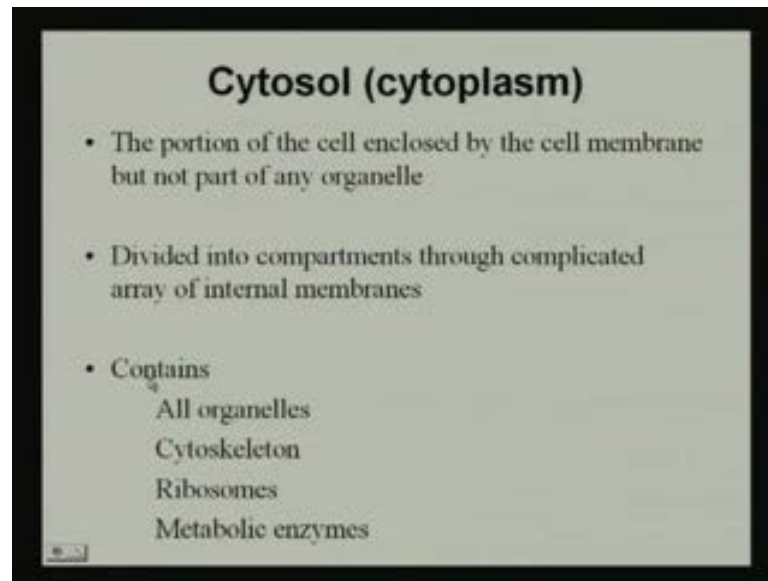 Cytosol (cytoplasm)
• The portion of the cell enclosed by the cell membrane
but not part of any organelle
• Divided into compartments through complicated
array of internal membranes
• Contains
All organelles
Cytoskeleton
Ribosomes
Metabolic enzymes